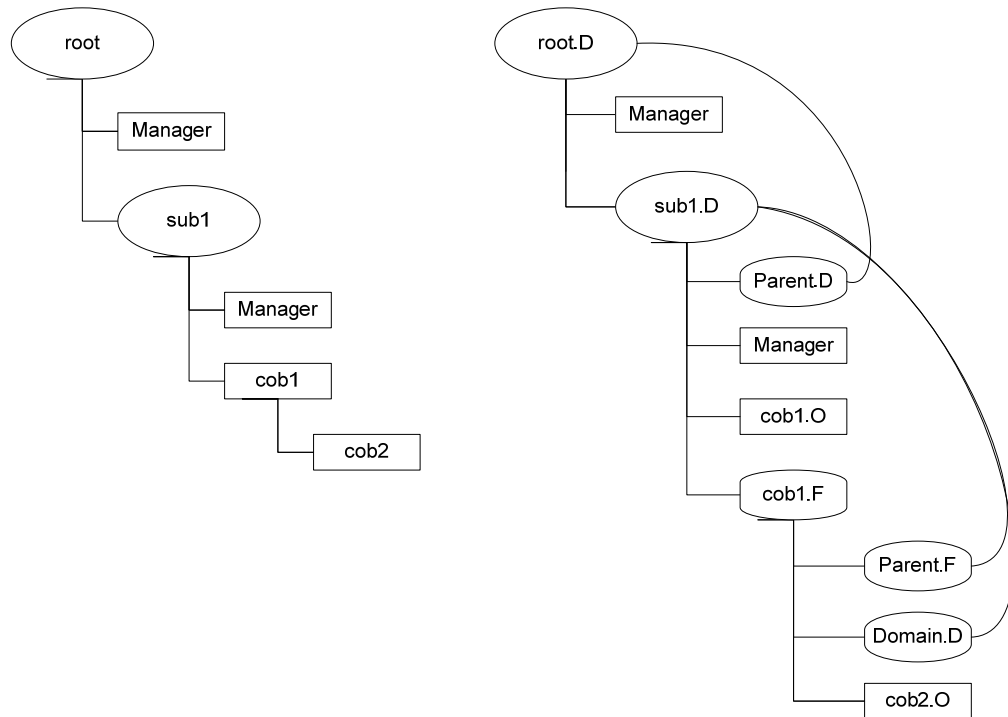 root
Manager
sub1
Manager
cob1
cob2
root.D
Manager
sub1.D
Parent.D
Manager
cob1.O
cob1.F
Parent.F
Domain.D
cob2.O